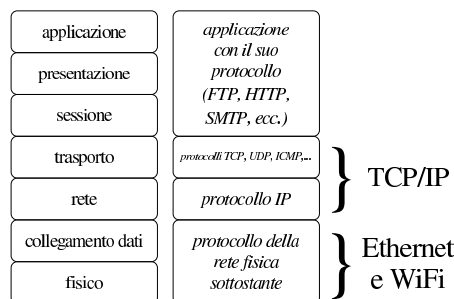 applicazione
presentazione
sessione
trasporto
rete
collegamento dati
fisico
applicazione
con il suo
protocollo
(FTP, HTTP,
SMTP, ecc.)
protocolli TCP, UDP, ICMP,...
protocollo IP
protocollo della
rete fisica
sottostante
TCP/IP
Ethernet
e WiFi